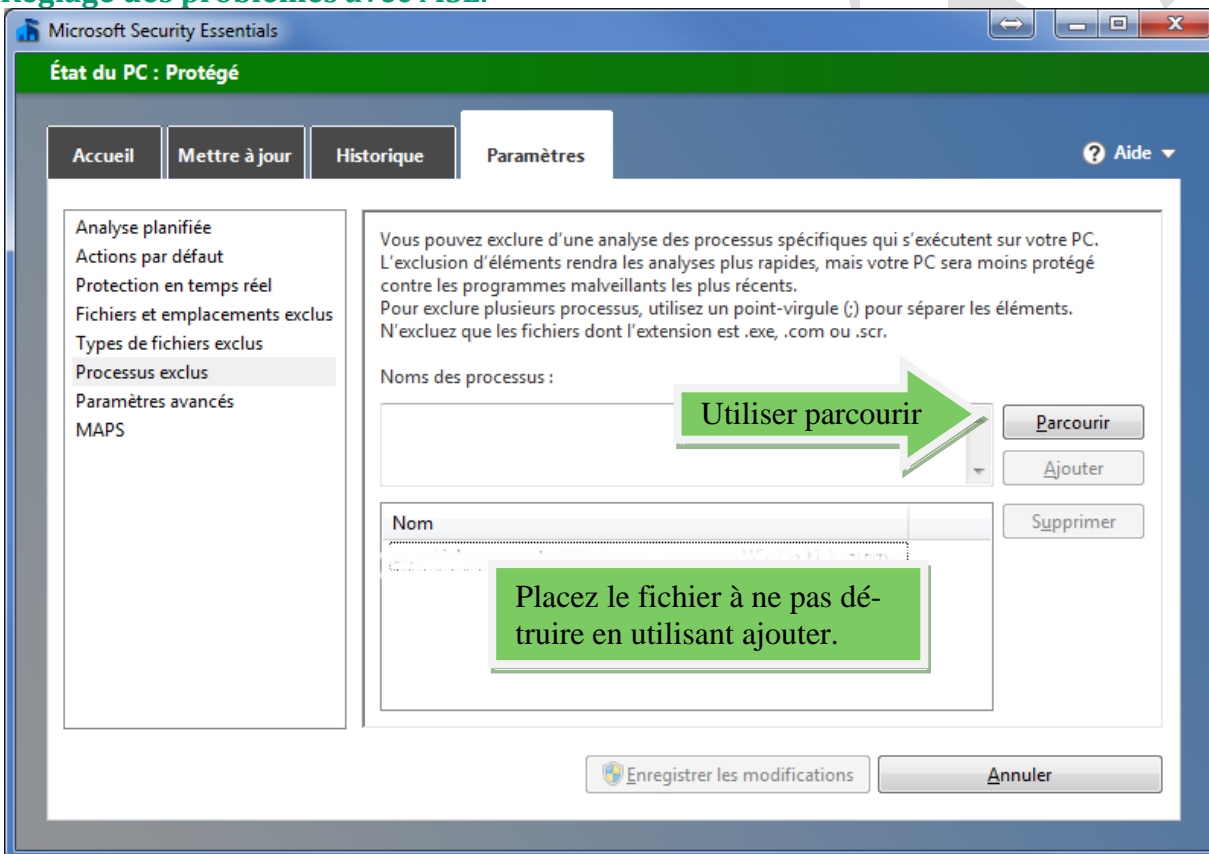 Réglage des problèmes avec MSE.
Microsoft Security Essentials
État du PC : Protégé
Accueil
Mettre à jour
Historique
Paramètres
? Aide
Analyse planifiée
Actions par défaut
Protection en temps réel
Fichiers et emplacements exclus
Types de fichiers exclus
Processus exclus
Paramètres avancés
MAPS
Vous pouvez exclure d’une analyse des processus spécifiques qui s’exécutent sur votre PC.
L’exclusion d’éléments rendra les analyses plus rapides, mais votre PC sera moins protégé
contre les programmes malveillants les plus récents.
Pour exclure plusieurs processus, utilisez un point-virgule (;) pour séparer les éléments.
N’excluez que les fichiers dont l’extension est .exe, .com ou .scr.
Noms des processus :
Utiliser parcourir
Parcourir
Ajouter
Nom
Supprimer
Placez le fichier à ne pas dé-
truire en utilisant ajouter.
Enregistrer les modifications
Annuler